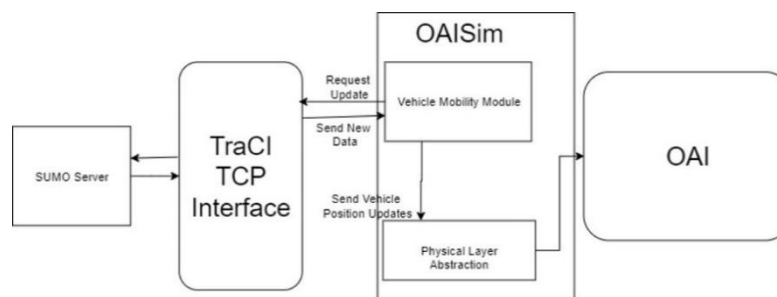 OAISim
Request
Update
Vehicle Mobility Module
Send New
Data
TraCI
TCP
Interface
SUMO Server
OAI
Send Vehicle
Position Updates
Physical Layer
Abstraction